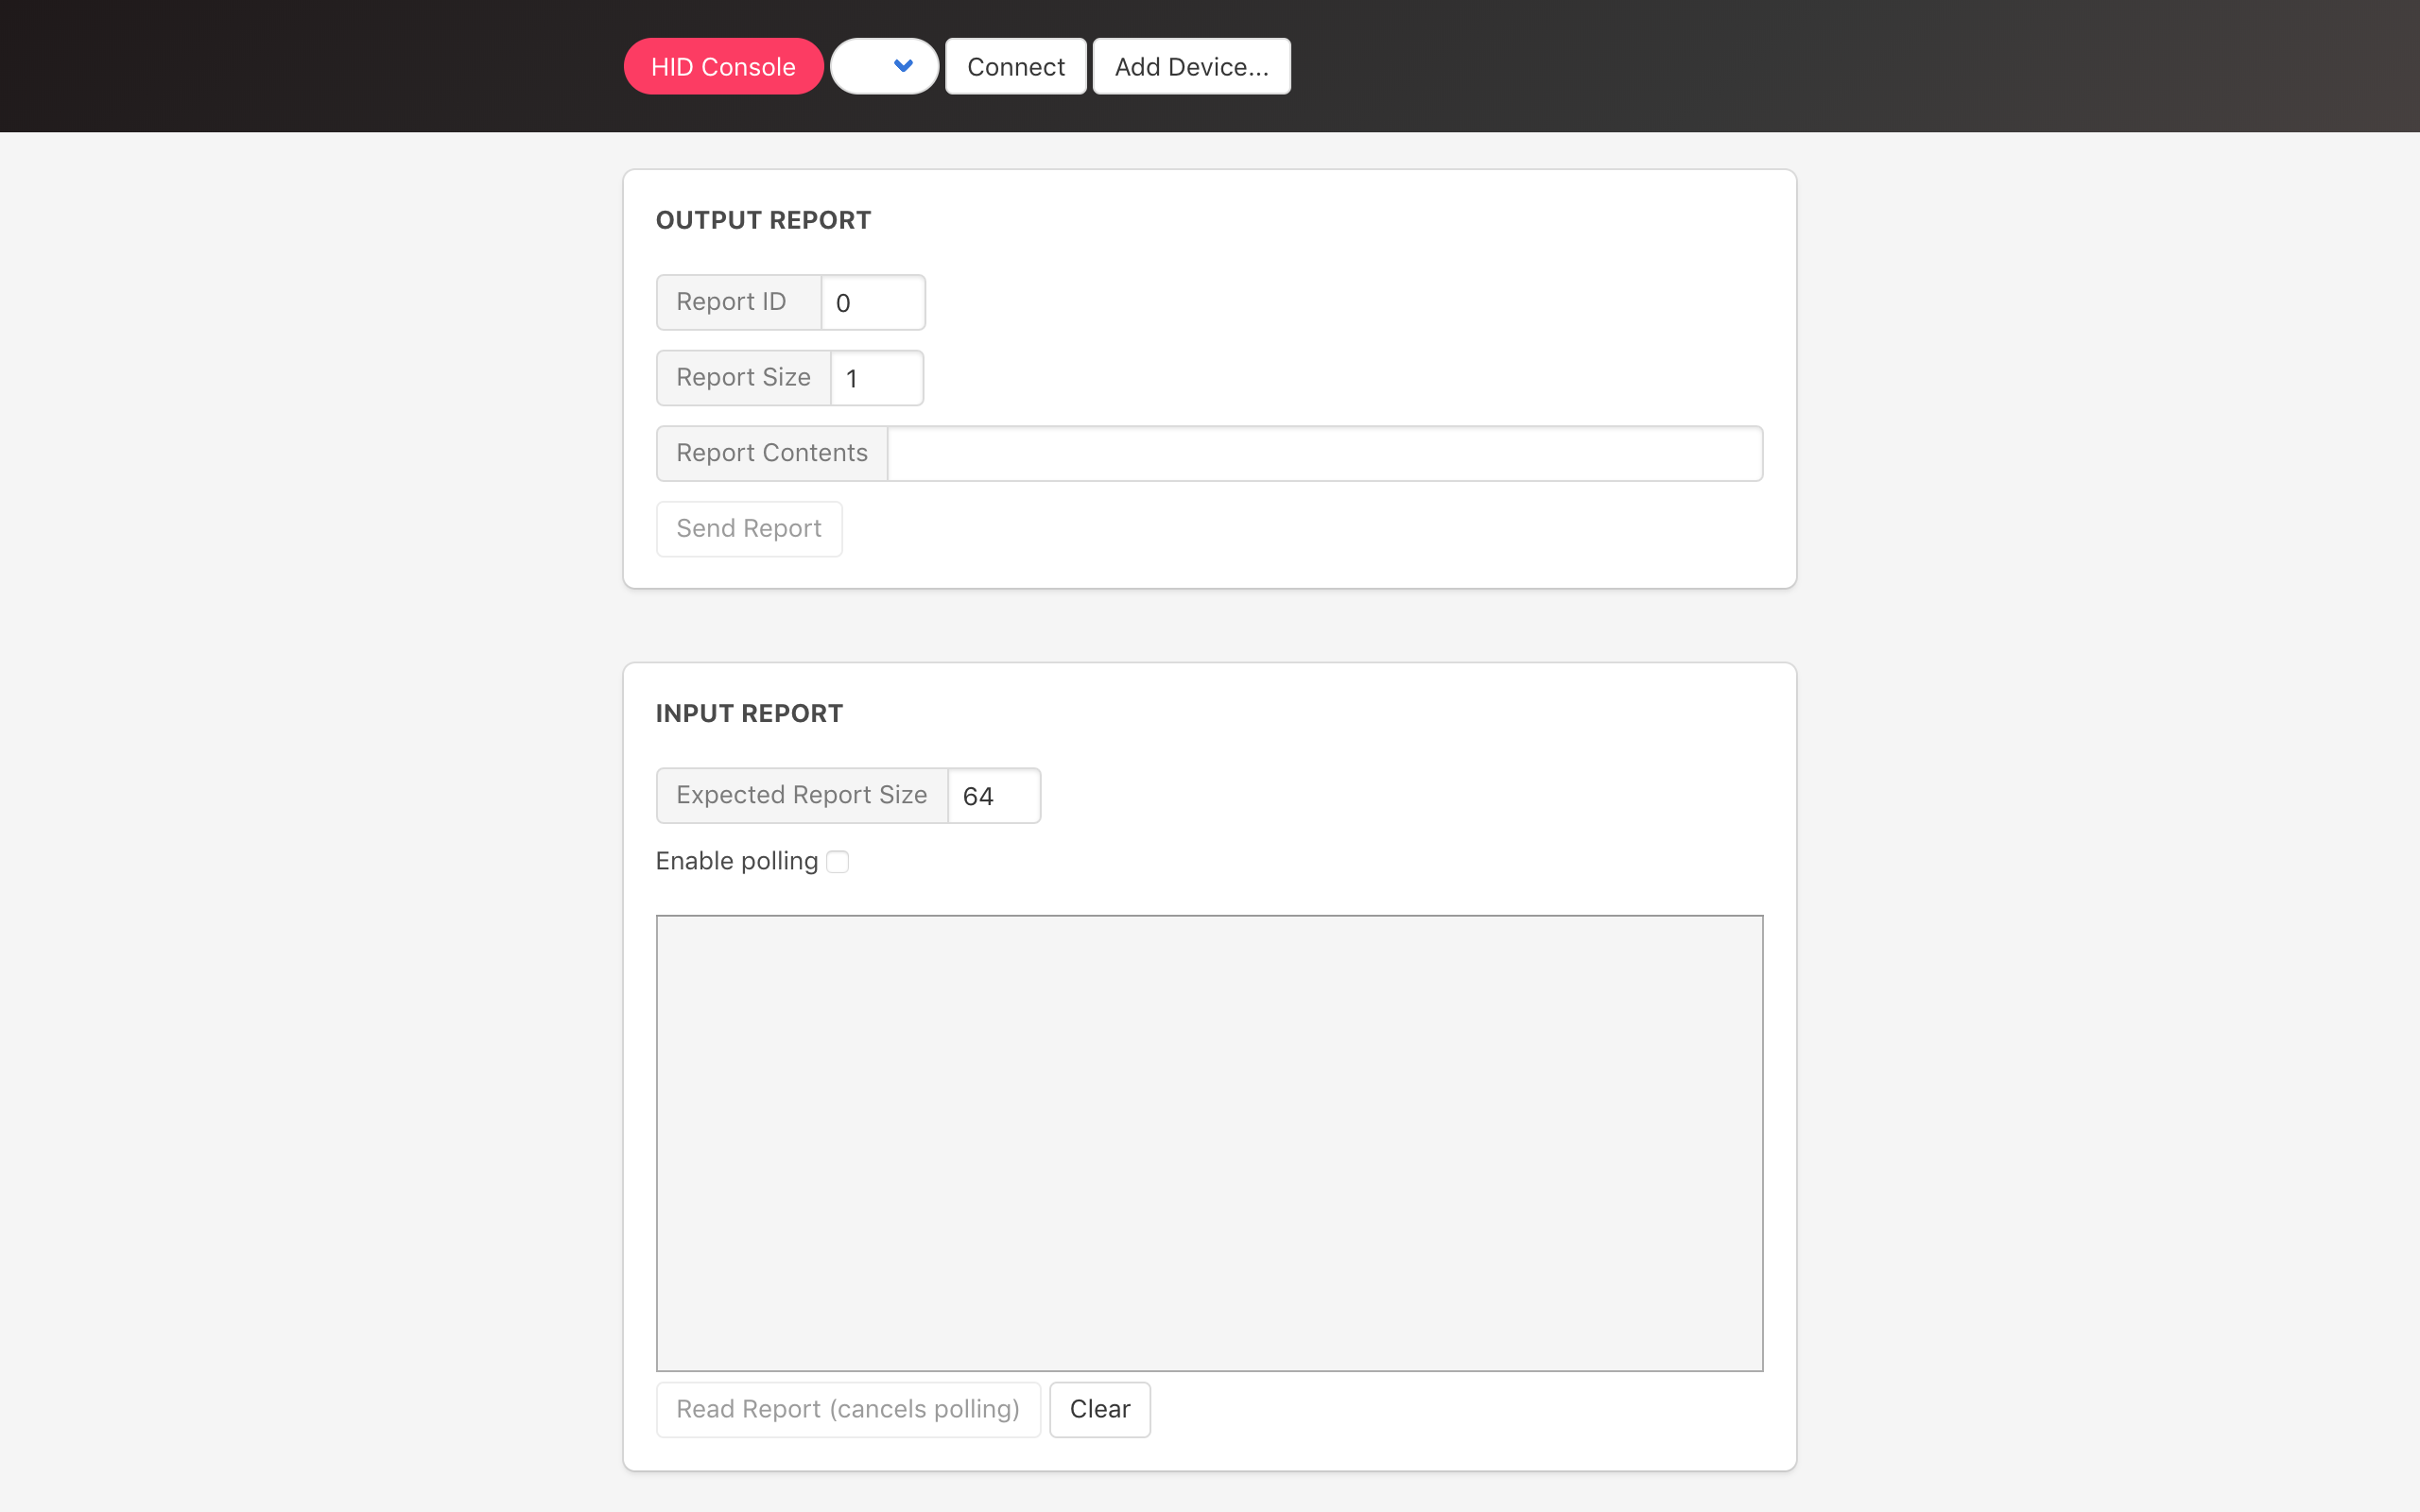 HID Console Connect Add Device...
OUTPUT REPORT
Report ID 0
Report Size 1
Report Contents
Send Report
INPUT REPORT
Expected Report Size 64
Enable polling
Read Report (cancels polling) Clear